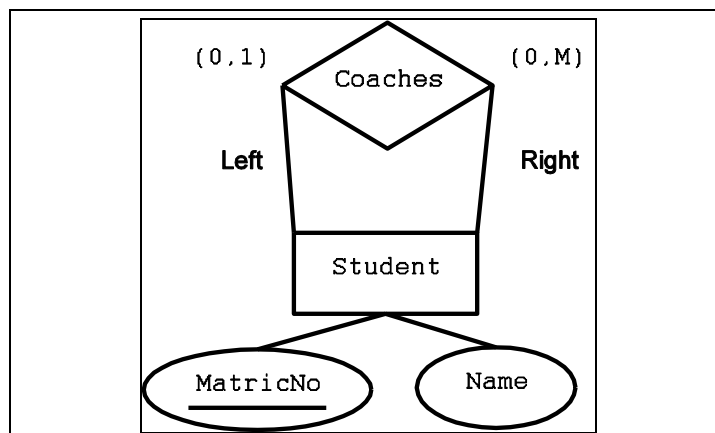 (0,1)
Coaches
(0,M)
Left
Right
Student
MatricNo
Name